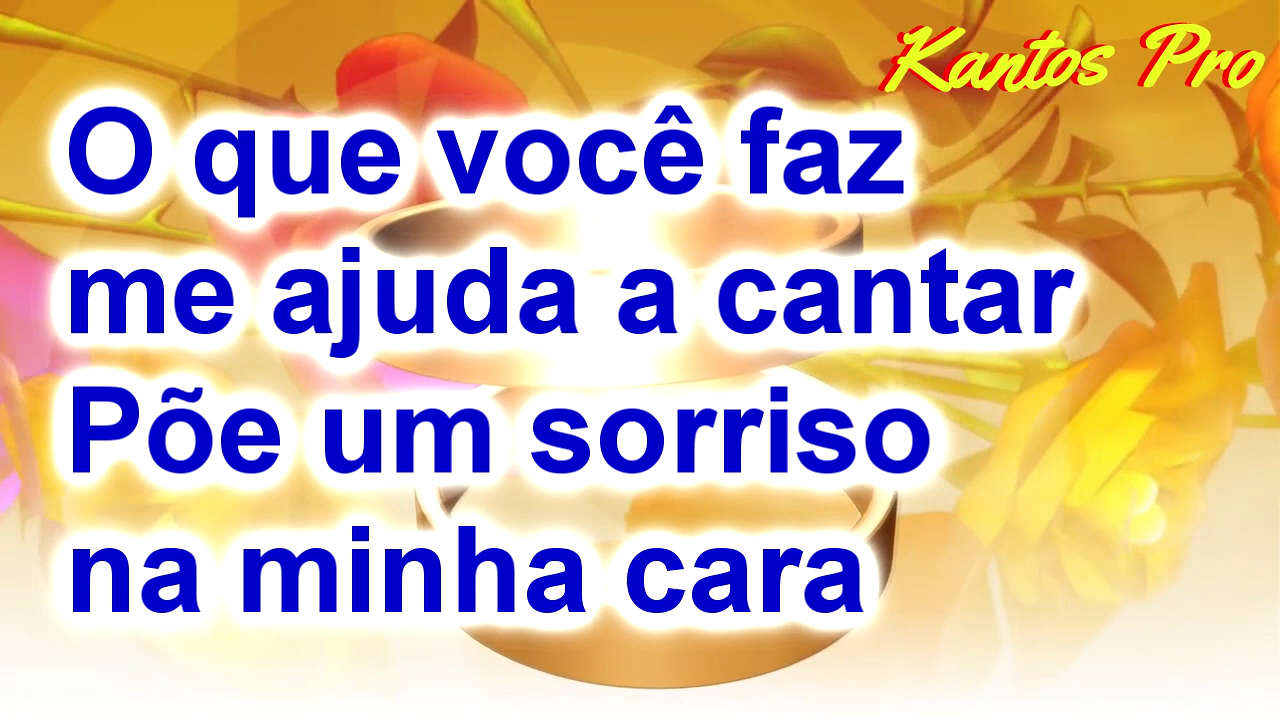 Kantos Pro
O que você faz
me ajuda a cantar
Põe um sorriso
na minha cara